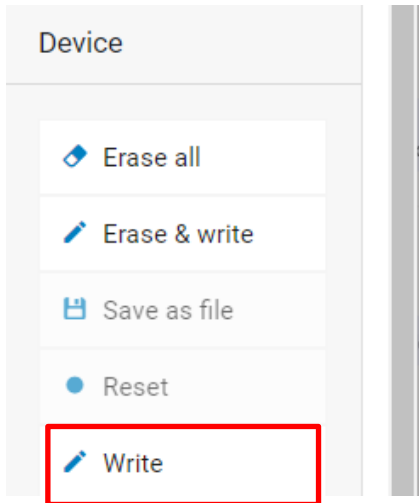 Device
Erase all
Erase & write
Save as file
Reset
Write